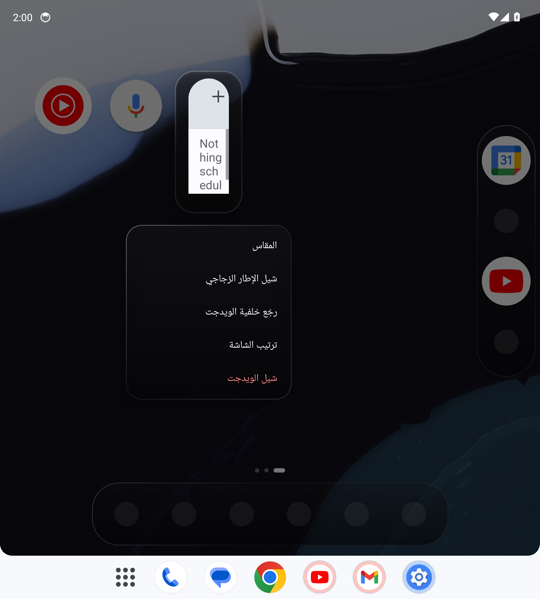 2:00
Not
hing
sch
edul
31
المقاس
شيل الإطار الزجاجي
رجّع خلفية الويدجت
ترتيب الشاشة
شيل الويدجت